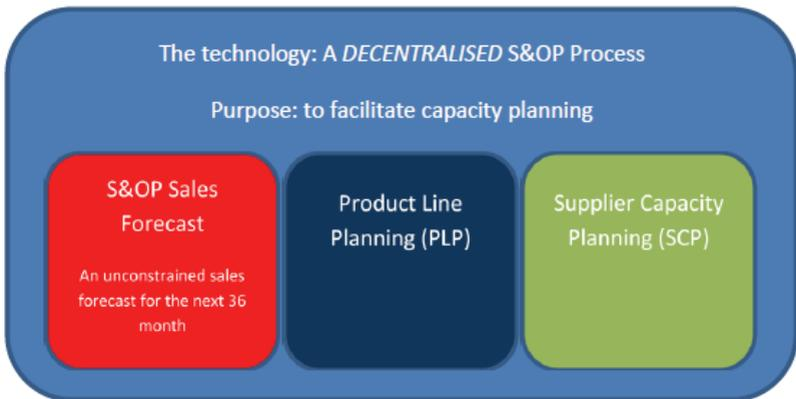 The technology: A DECENTRALISED S&OP Process
Purpose: to facilitate capacity planning
S&OP Sales
Forecast
An unconstrained sales
forecast for the next 36
month
Product Line
Planning (PLP)
Supplier Capacity
Planning (SCP)